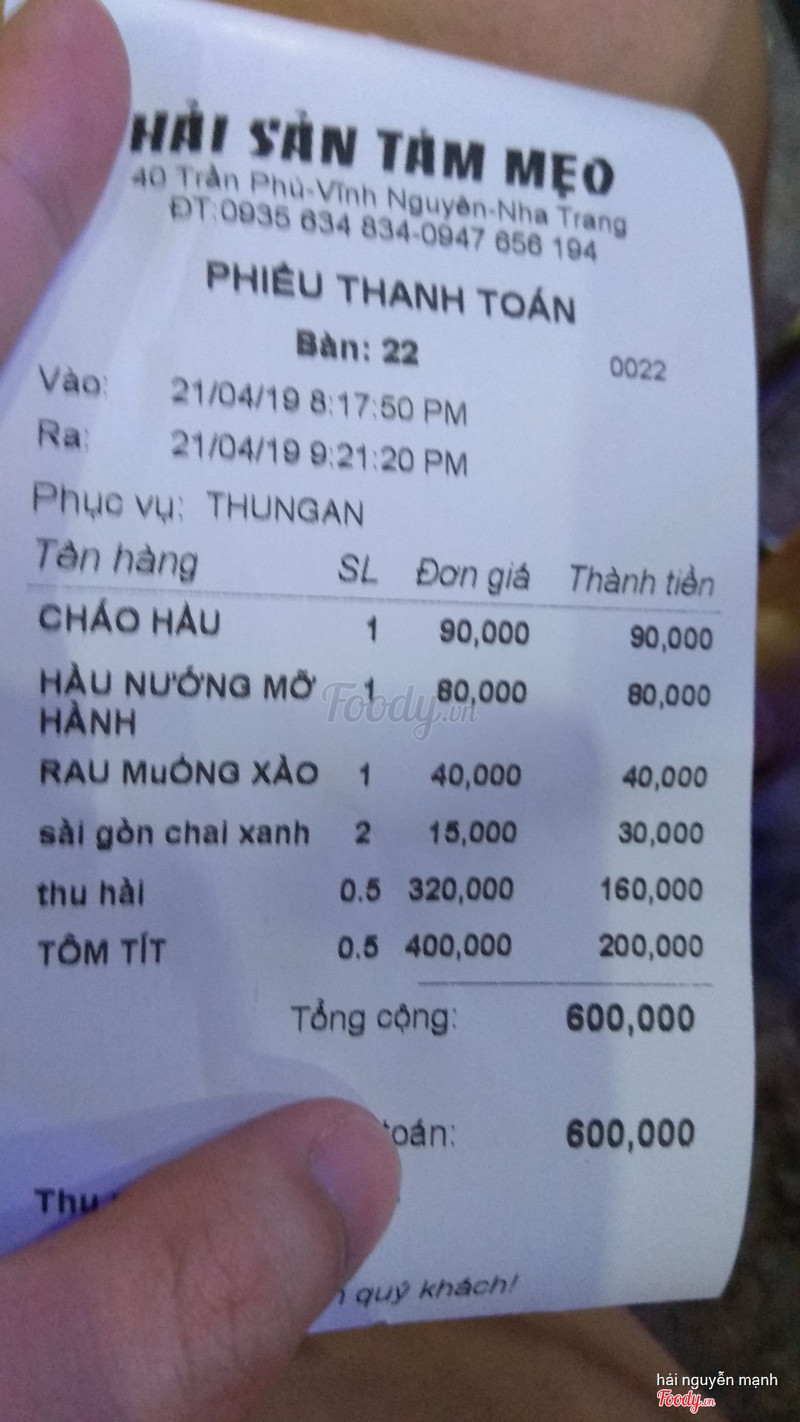 HẢI SẢN TÁM MẸO
40 Trần Phú-Vĩnh Nguyên-Nha Trang
ĐT:0935 634 834-0947 656 194
PHIẾU THANH TOÁN
Bàn: 22
0022
Vào: 21/04/19 8:17:50 PM
Ra: 21/04/19 9:21:20 PM
Phục vụ: THUNGAN
Tên hàng SL Đơn giá Thành tiền
CHÁO HÀU 1 90,000 90,000
HÀU NƯỚNG MỠ 1 80,000 80,000
HÀNH
RAU MuỐNG XÀO 1 40,000 40,000
sài gòn chai xanh 2 15,000 30,000
thu hải 0.5 320,000 160,000
TÔM TÍT 0.5 400,000 200,000
Tổng cộng: 600,000
toán: 600,000
Thu
quý khách!
Foody.vn
hải nguyễn mạnh
Foody.vn